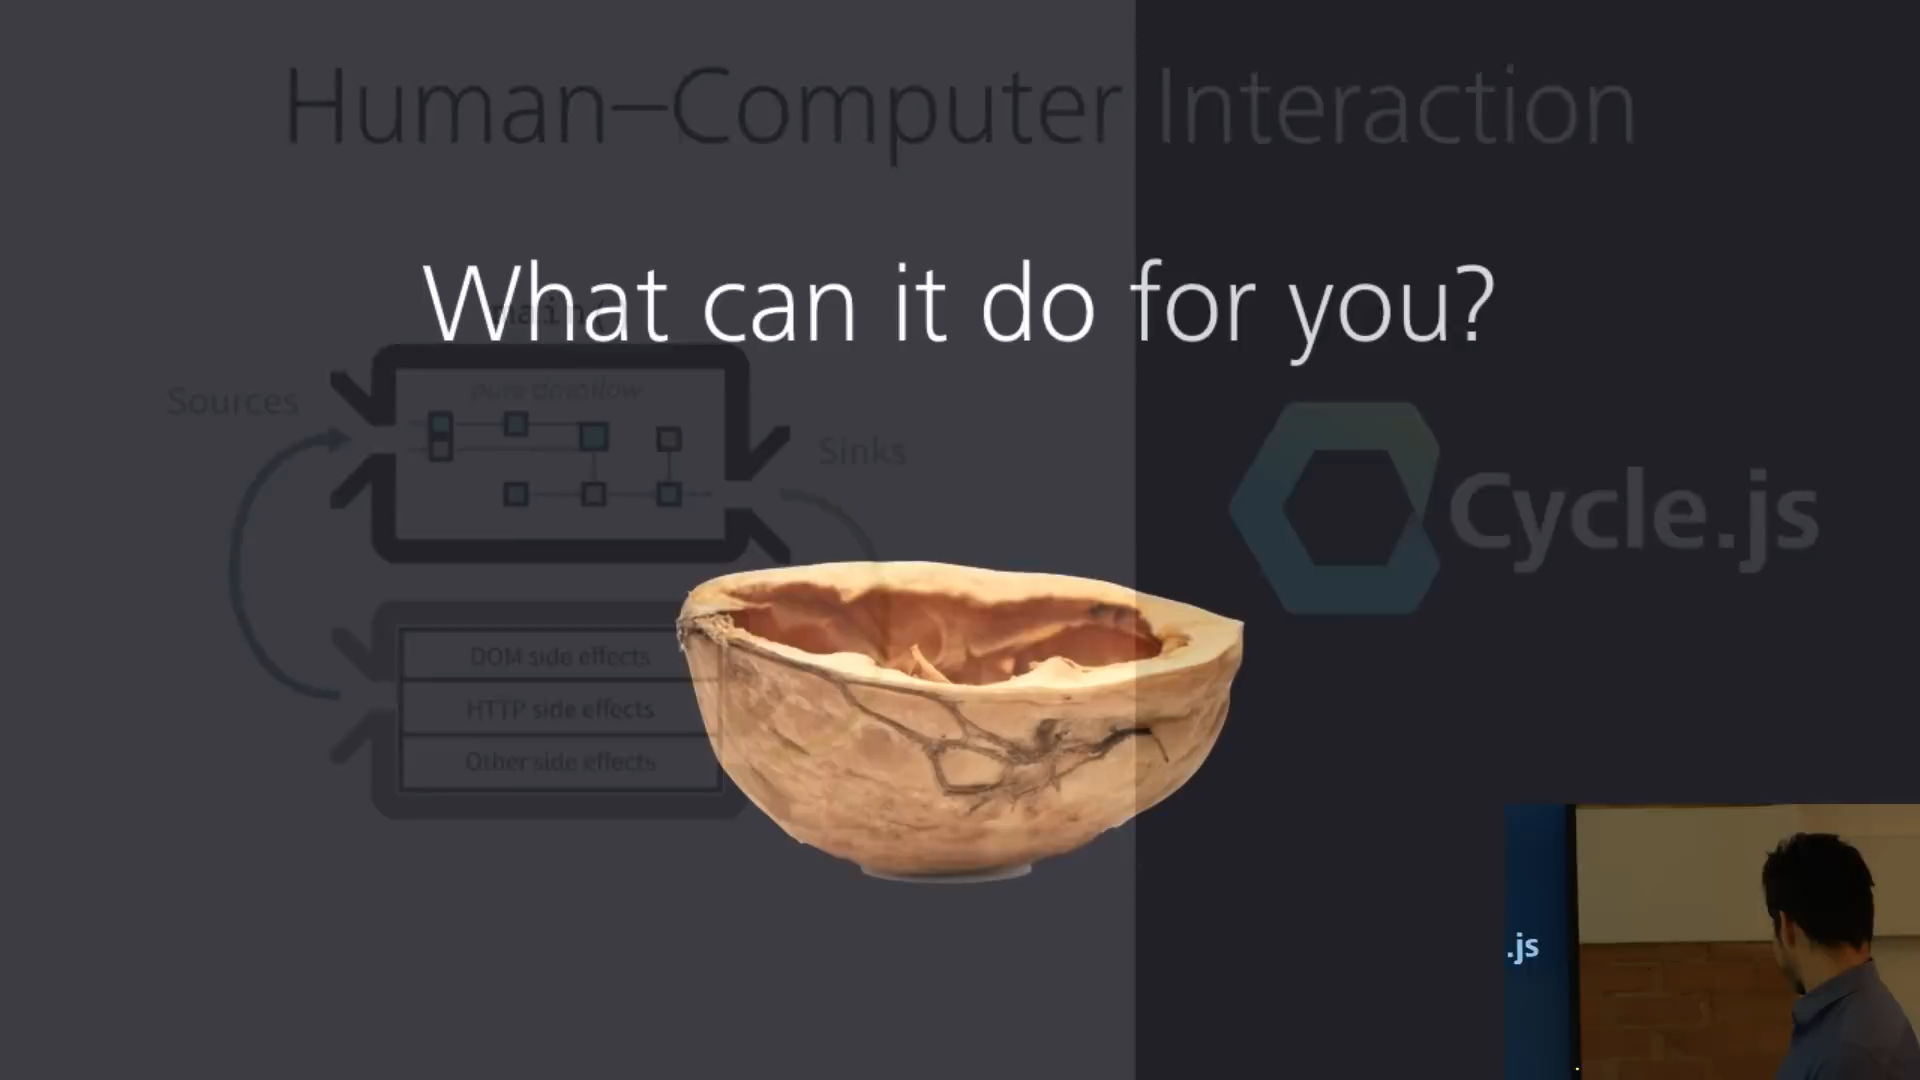 Human–Computer Interaction
What can it do for you?
main
Sources
pure dataflow
Sinks
Cycle.js
DOM side effects
HTTP side effects
Other side effects
.js